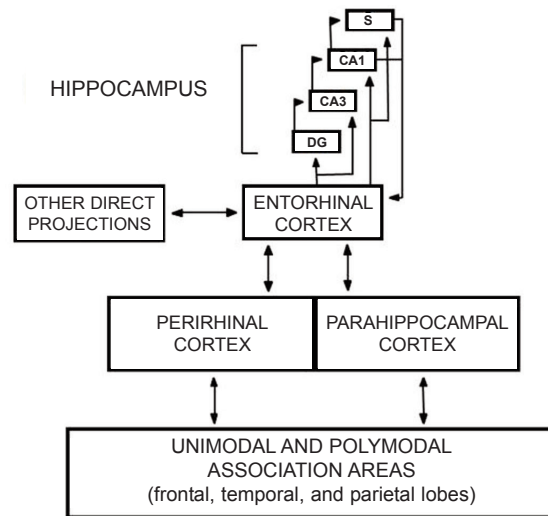 S
CA1
HIPPOCAMPUS
CA3
DG
OTHER DIRECT
PROJECTIONS
ENTORHINAL
CORTEX
PERIRHINAL
CORTEX
PARAHIPPOCAMPAL
CORTEX
UNIMODAL AND POLYMODAL
ASSOCIATION AREAS
(frontal, temporal, and parietal lobes)